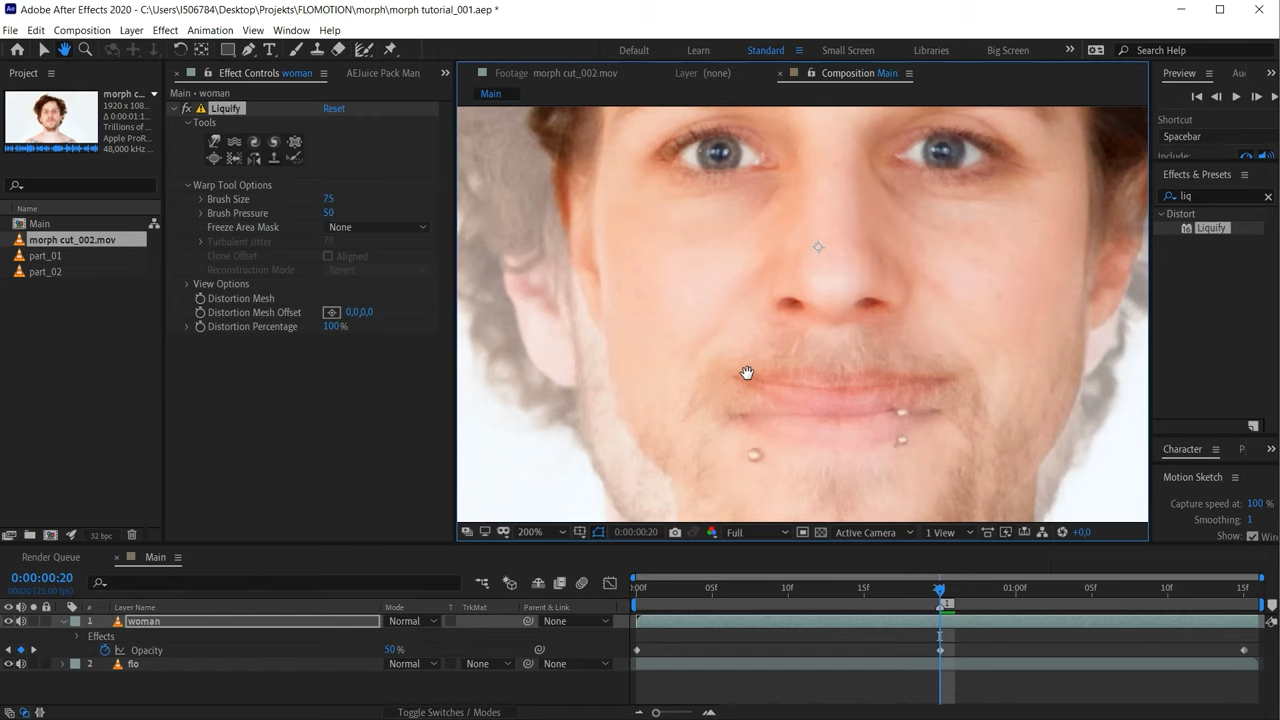 Adobe After Effects 2020 - C:\Users\I506784\Desktop\Projekts\FLOMOTION\morph\morph tutorial_001.aep *
File Edit Composition Layer Effect Animation View Window Help
Default Learn Standard Small Screen Libraries Big Screen Search Help
Project Effect Controls woman AEJuice Pack Man Footage morph cut_002.mov Layer (none) Composition Main Preview Au
Main
morph c...
1920 x 108..
Δ 0:00:01:1
Trillions of
Apple ProR
48,000 kHz
Main • woman
fx Liquify Reset
Tools
Warp Tool Options
Brush Size 75
Brush Pressure 50
Freeze Area Mask None
Turbulent Jitter 70
Clone Offset Aligned
Reconstruction Mode Revert
View Options
Distortion Mesh
Distortion Mesh Offset 0,0,0,0
Distortion Percentage 100%
Name
Main
morph cut_002.mov
part_01
part_02
Shortcut
Spacebar
Include:
Effects & Presets
liq
Distort
Liquify
Character P
Motion Sketch
Capture speed at: 100 %
Smoothing: 1
Show: Wire
32 bpc
200% 0:00:00:20 Full Active Camera 1 View +0,0
Render Queue Main
0:00:00:20
00020 (25.00 fps)
# Layer Name Mode T TrkMat Parent & Link
:00f 05f 10f 15f 20f 01:00f 05f 10f 15f
1 woman Normal None
1
Effects
Opacity 50 %
2 flo Normal None None
Toggle Switches / Modes